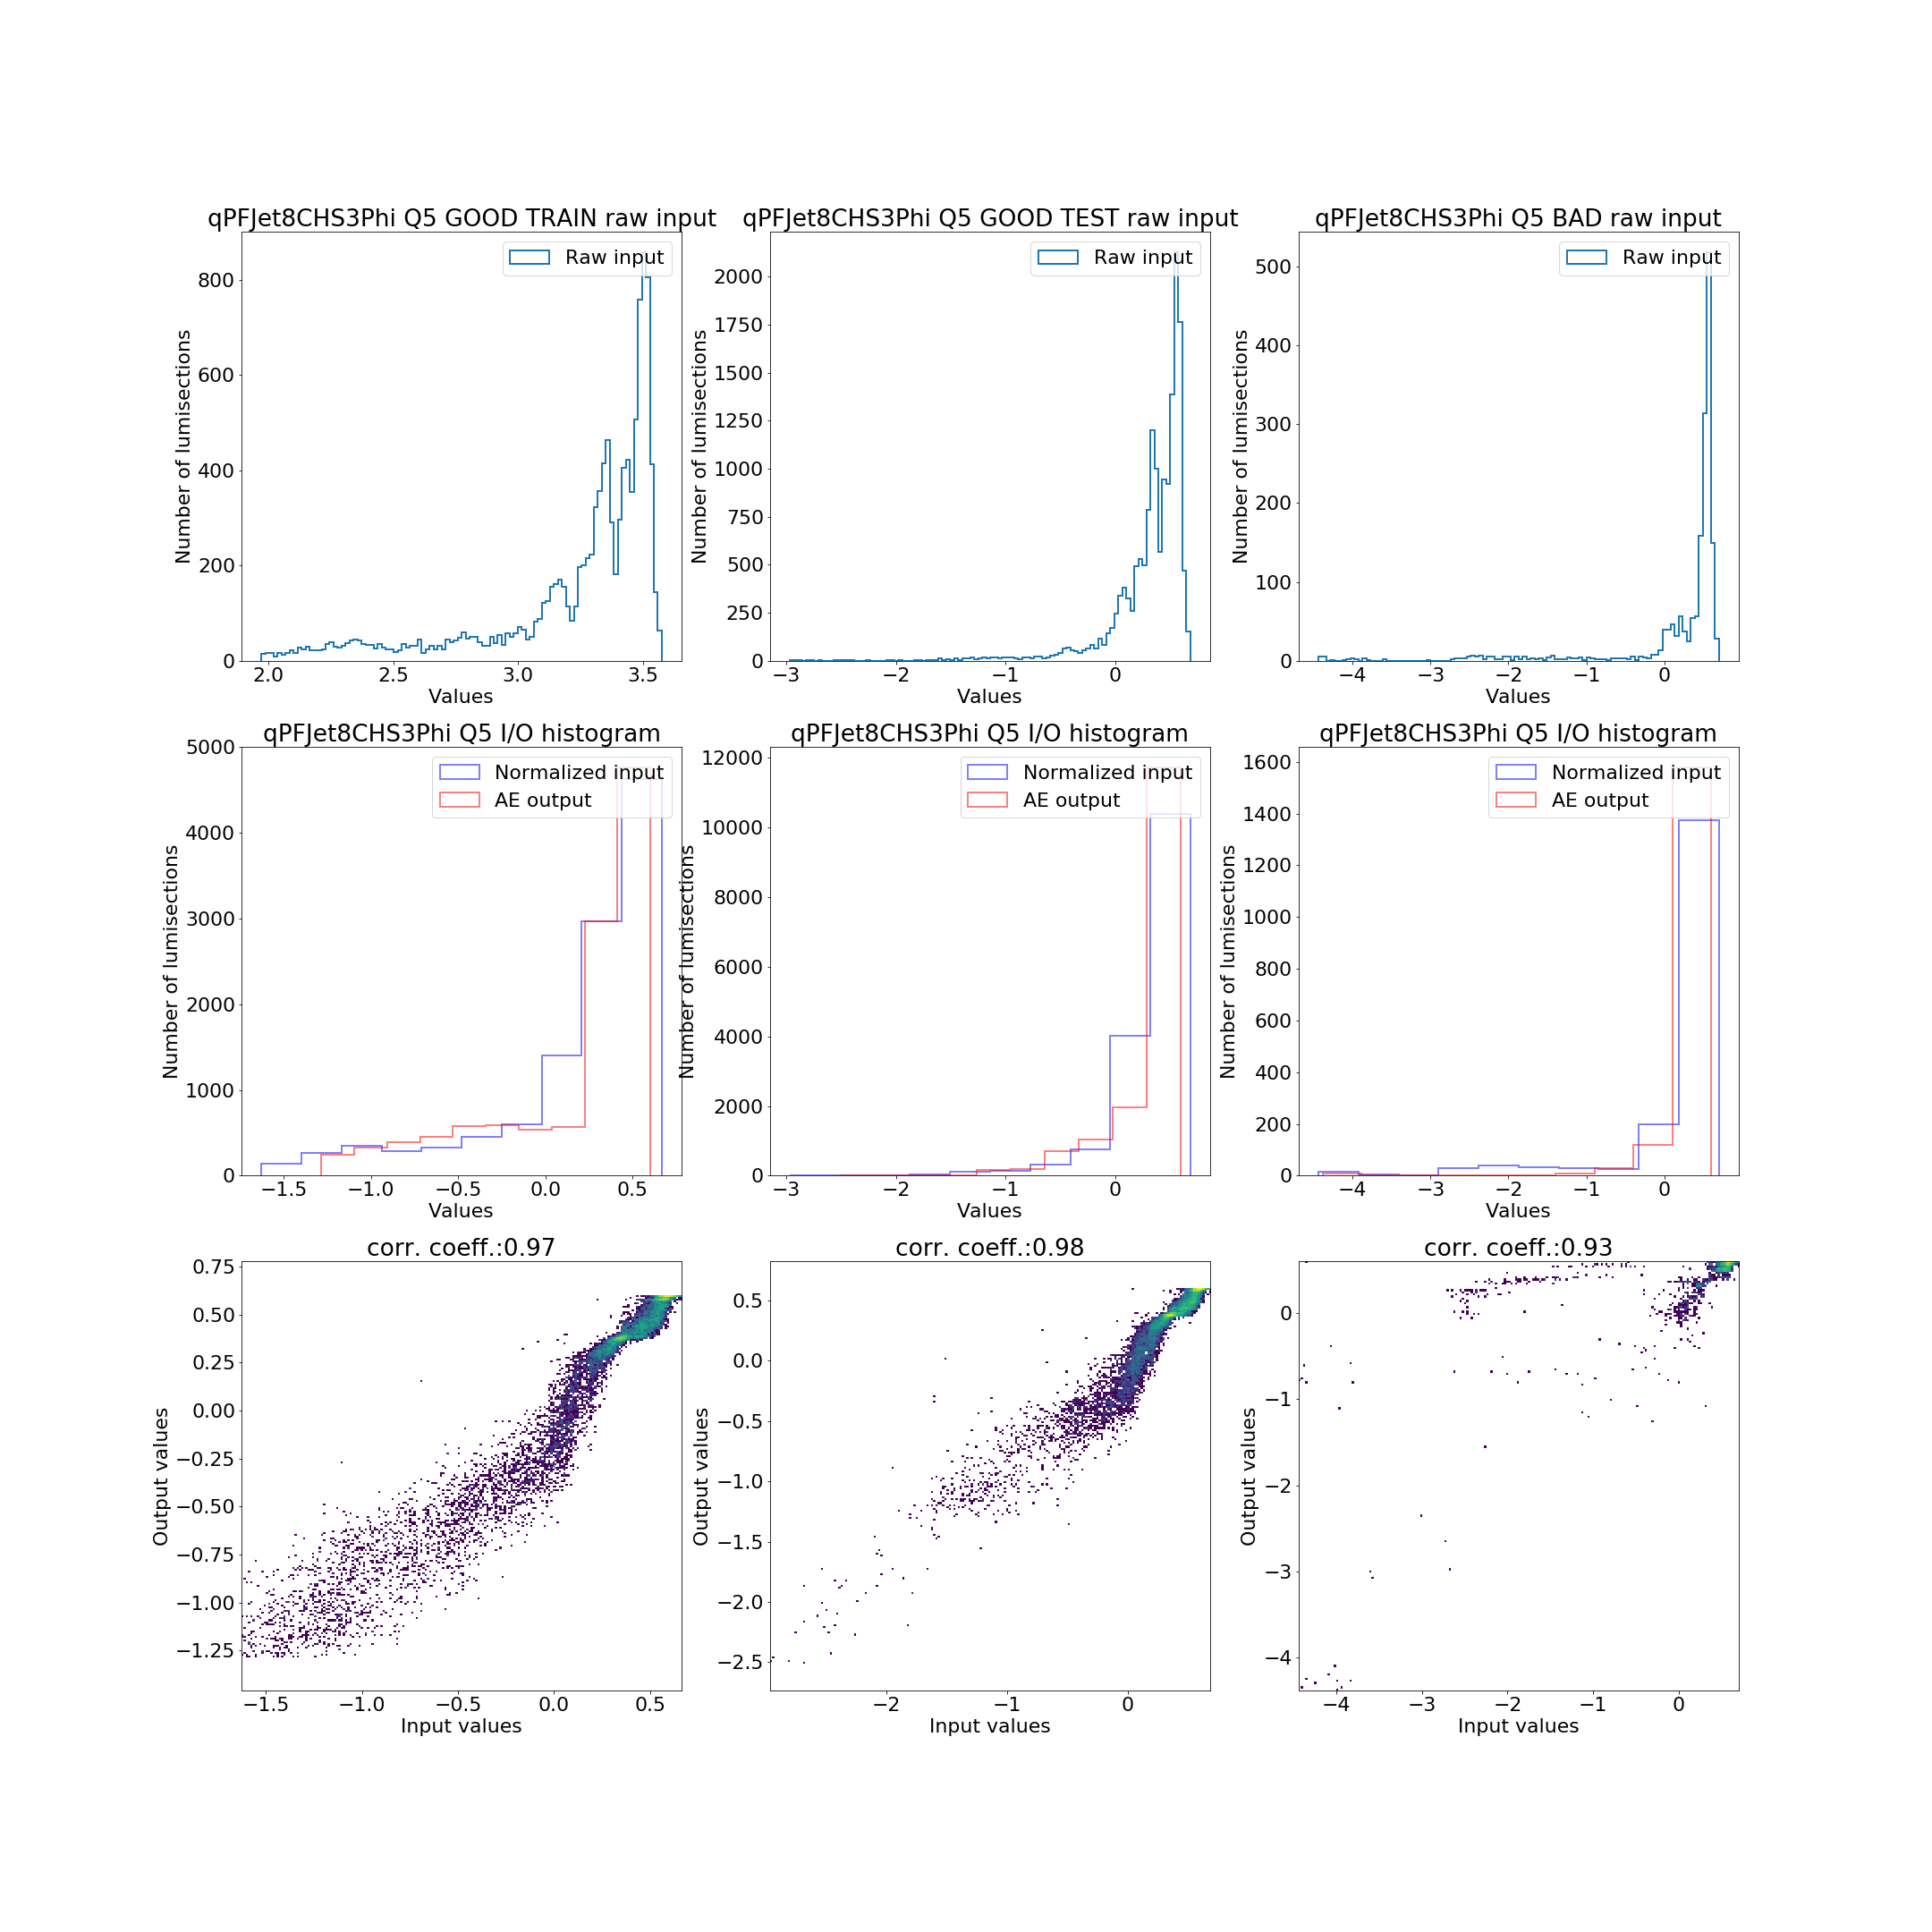 qPFJet8CHS3Phi Q5 GOOD TRAIN raw input
Raw input
Number of lumisections
800
600
400
200
0
2.0 2.5 3.0 3.5
Values
qPFJet8CHS3Phi Q5 GOOD TEST raw input
Raw input
Number of lumisections
2000
1750
1500
1250
1000
750
500
250
0
−3 −2 −1 0
Values
qPFJet8CHS3Phi Q5 BAD raw input
Raw input
Number of lumisections
500
400
300
200
100
0
−4 −3 −2 −1 0
Values
qPFJet8CHS3Phi Q5 I/O histogram
Normalized input
AE output
Number of lumisections
5000
4000
3000
2000
1000
0
−1.5 −1.0 −0.5 0.0 0.5
Values
qPFJet8CHS3Phi Q5 I/O histogram
Normalized input
AE output
Number of lumisections
12000
10000
8000
6000
4000
2000
0
−3 −2 −1 0
Values
qPFJet8CHS3Phi Q5 I/O histogram
Normalized input
AE output
Number of lumisections
1600
1400
1200
1000
800
600
400
200
0
−4 −3 −2 −1 0
Values
corr. coeff.:0.97
Output values
0.75
0.50
0.25
0.00
−0.25
−0.50
−0.75
−1.00
−1.25
−1.5 −1.0 −0.5 0.0 0.5
Input values
corr. coeff.:0.98
Output values
0.5
0.0
−0.5
−1.0
−1.5
−2.0
−2.5
−2 −1 0
Input values
corr. coeff.:0.93
Output values
0
−1
−2
−3
−4
−4 −3 −2 −1 0
Input values